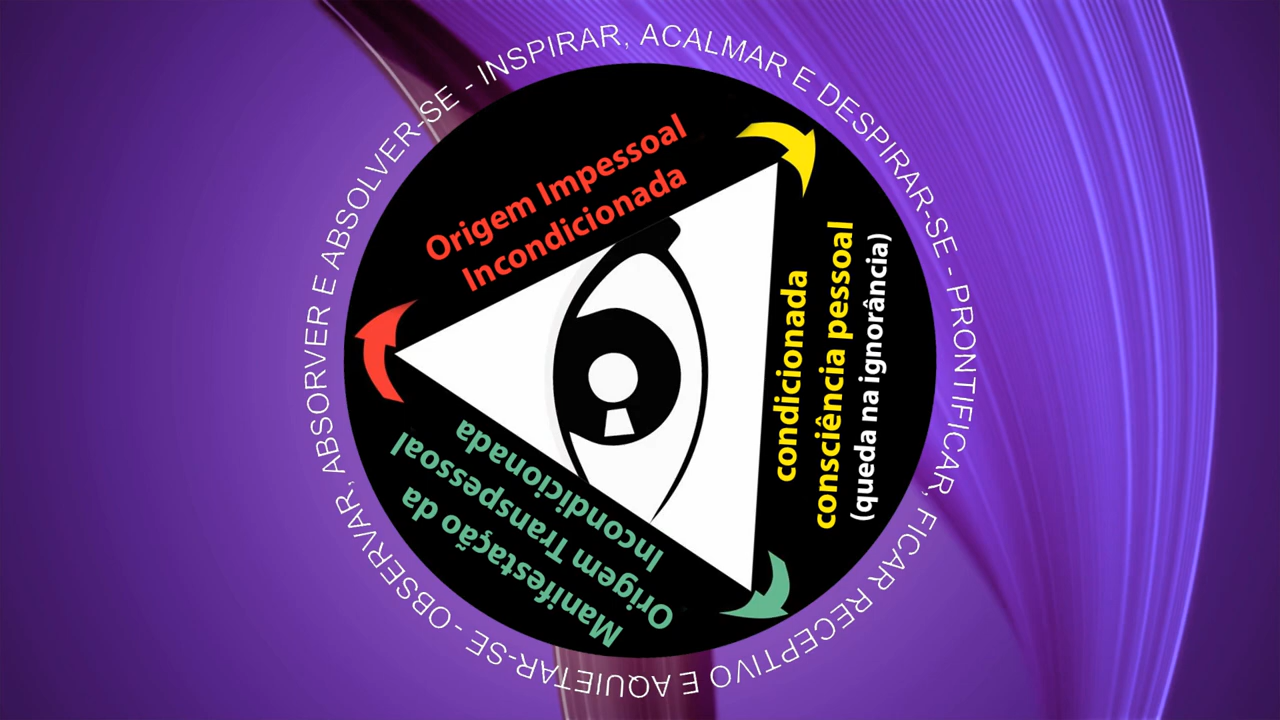 INSPIRAR, ACALMAR E DESPIRAR-SE - PRONTIFICAR, FICAR RECEPTIVO E AQUIETAR-SE - OBSERVAR, ABSORVER E ABSOLVER-SE -
Origem Impessoal
Incondicionada
condicionada
consciência pessoal
(queda na ignorância)
Manifestação da
Origem Transpessoal
Incondicionada